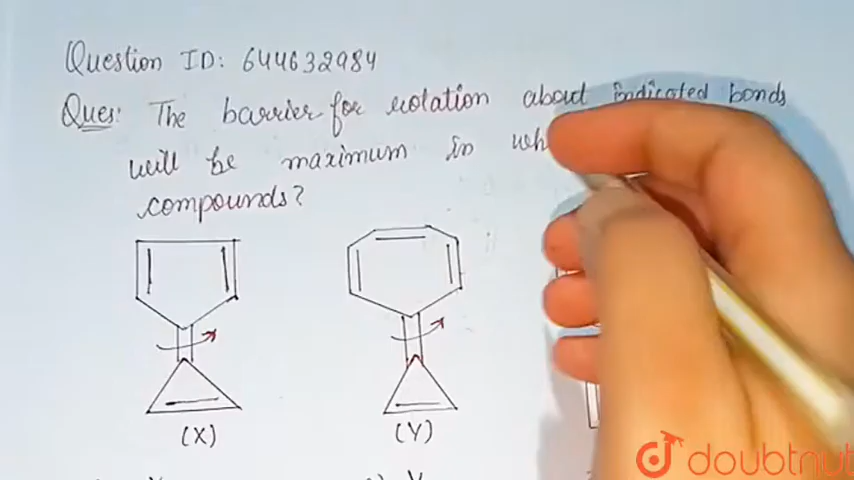 Question ID: 644632984
Ques: The barrier for rotation about indicated bonds
will be maximum in
compounds?
(X) (Y)
doubtnut